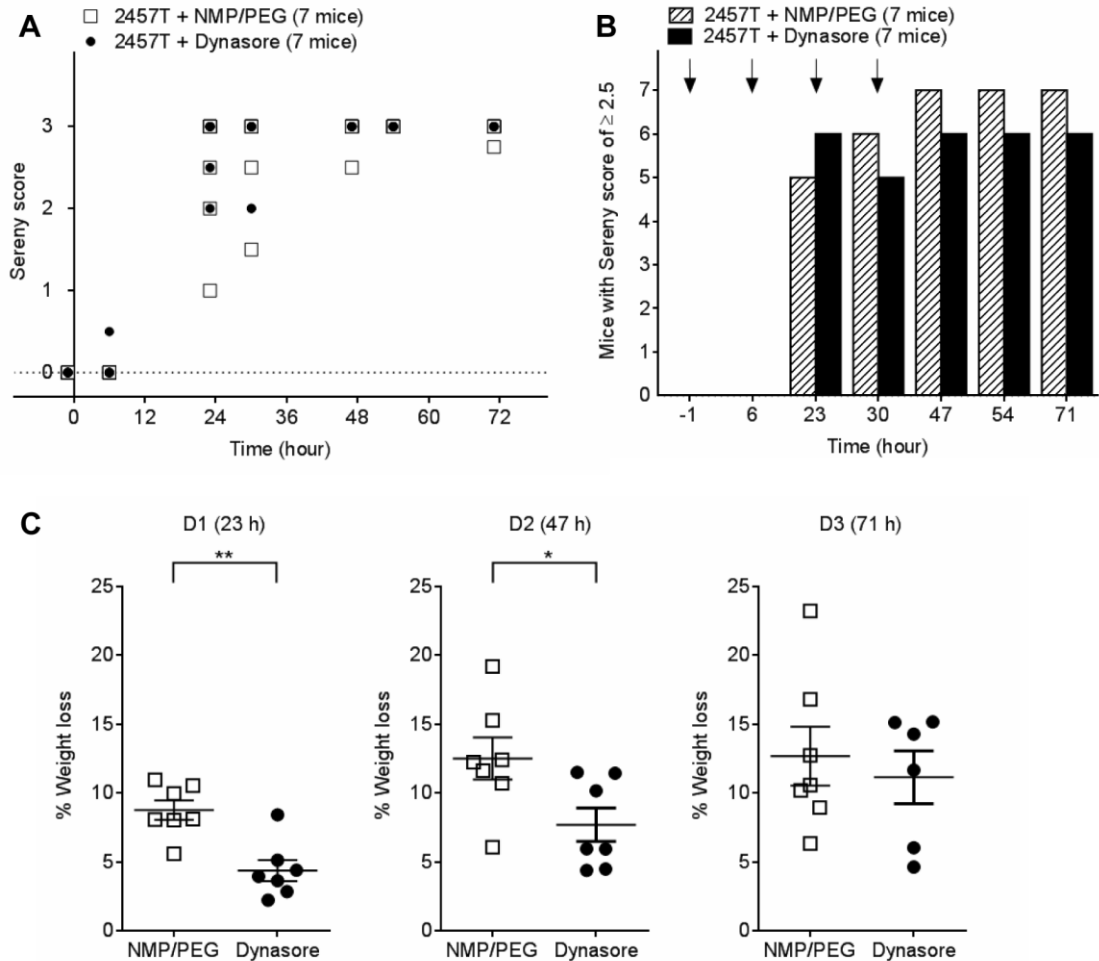 A
2457T + NMP/PEG (7 mice)
2457T + Dynasore (7 mice)
Sereny score
3
2
1
0
0 12 24 36 48 60 72
Time (hour)
B
2457T + NMP/PEG (7 mice)
2457T + Dynasore (7 mice)
Mice with Sereny score of ≥ 2.5
7
6
5
4
3
2
1
0
-1 6 23 30 47 54 71
Time (hour)
C
D1 (23 h)
**
% Weight loss
25
20
15
10
5
0
NMP/PEG Dynasore
D2 (47 h)
*
% Weight loss
25
20
15
10
5
0
NMP/PEG Dynasore
D3 (71 h)
% Weight loss
25
20
15
10
5
0
NMP/PEG Dynasore